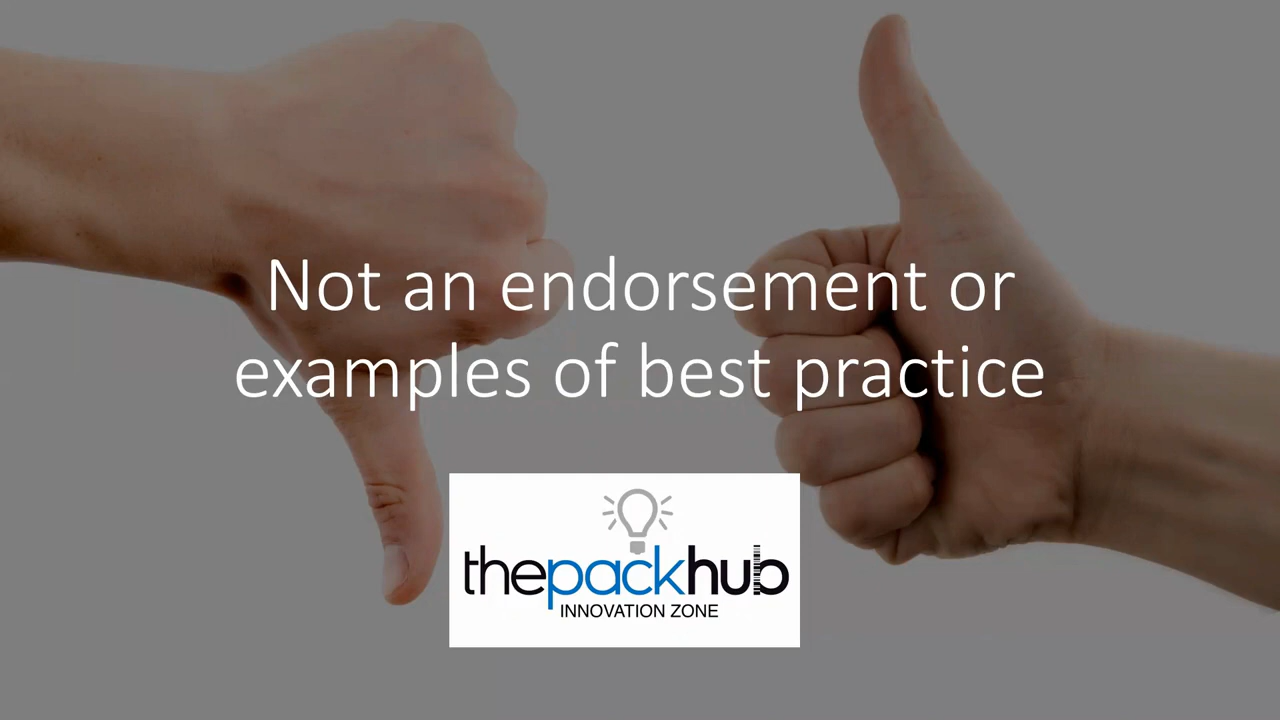 Not an endorsement or
examples of best practice
thepackhub
INNOVATION ZONE